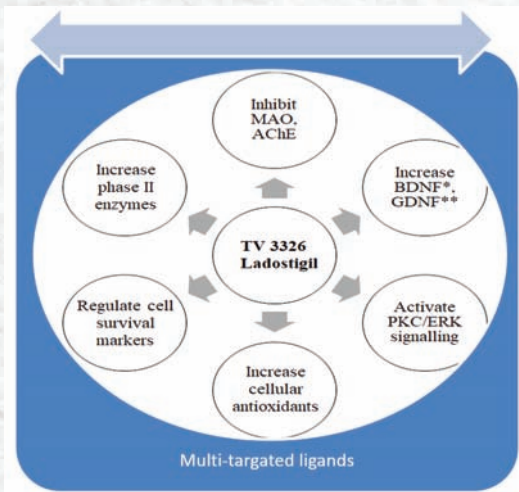 Inhibit
MAO,
AChE
Increase
phase II
enzymes
Increase
BDNF*,
GDNF**
TV 3326
Ladostigil
Regulate cell
survival
markers
Activate
PKC/ERK
signalling
Increase
cellular
antioxidants
Multi-targated ligands